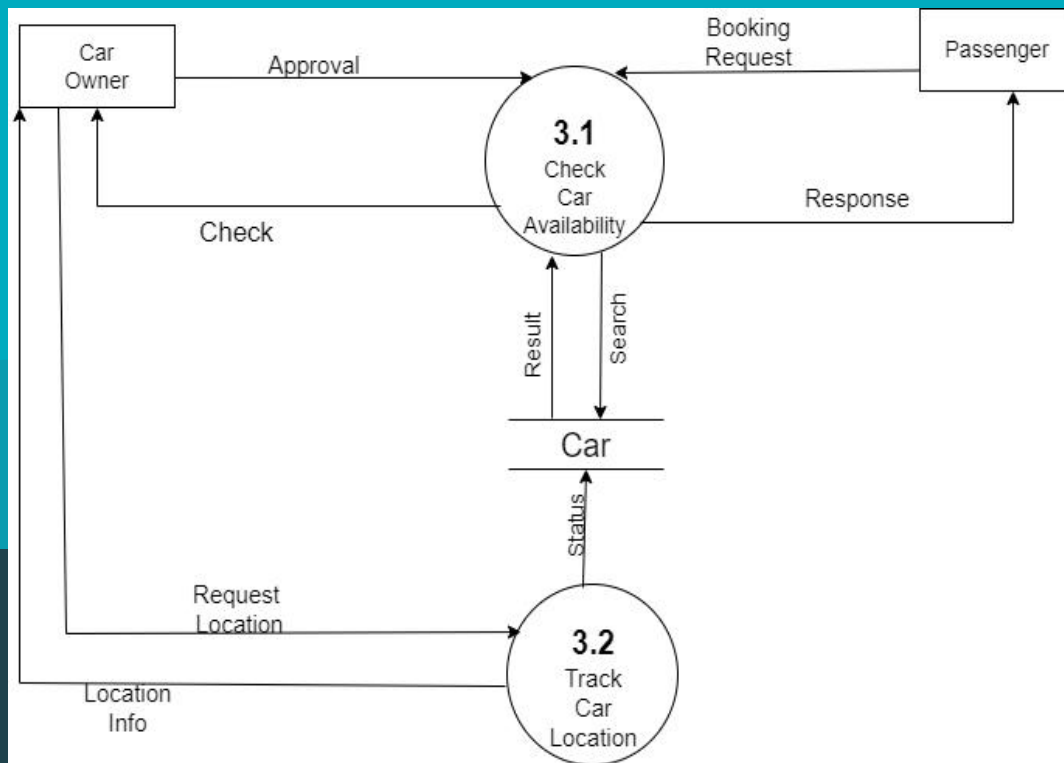 Car
Owner
Approval
Booking
Request
Passenger
3.1
Check
Car
Availability
Check
Response
Result
Search
Car
Status
Request
Location
3.2
Track
Car
Location
Location
Info